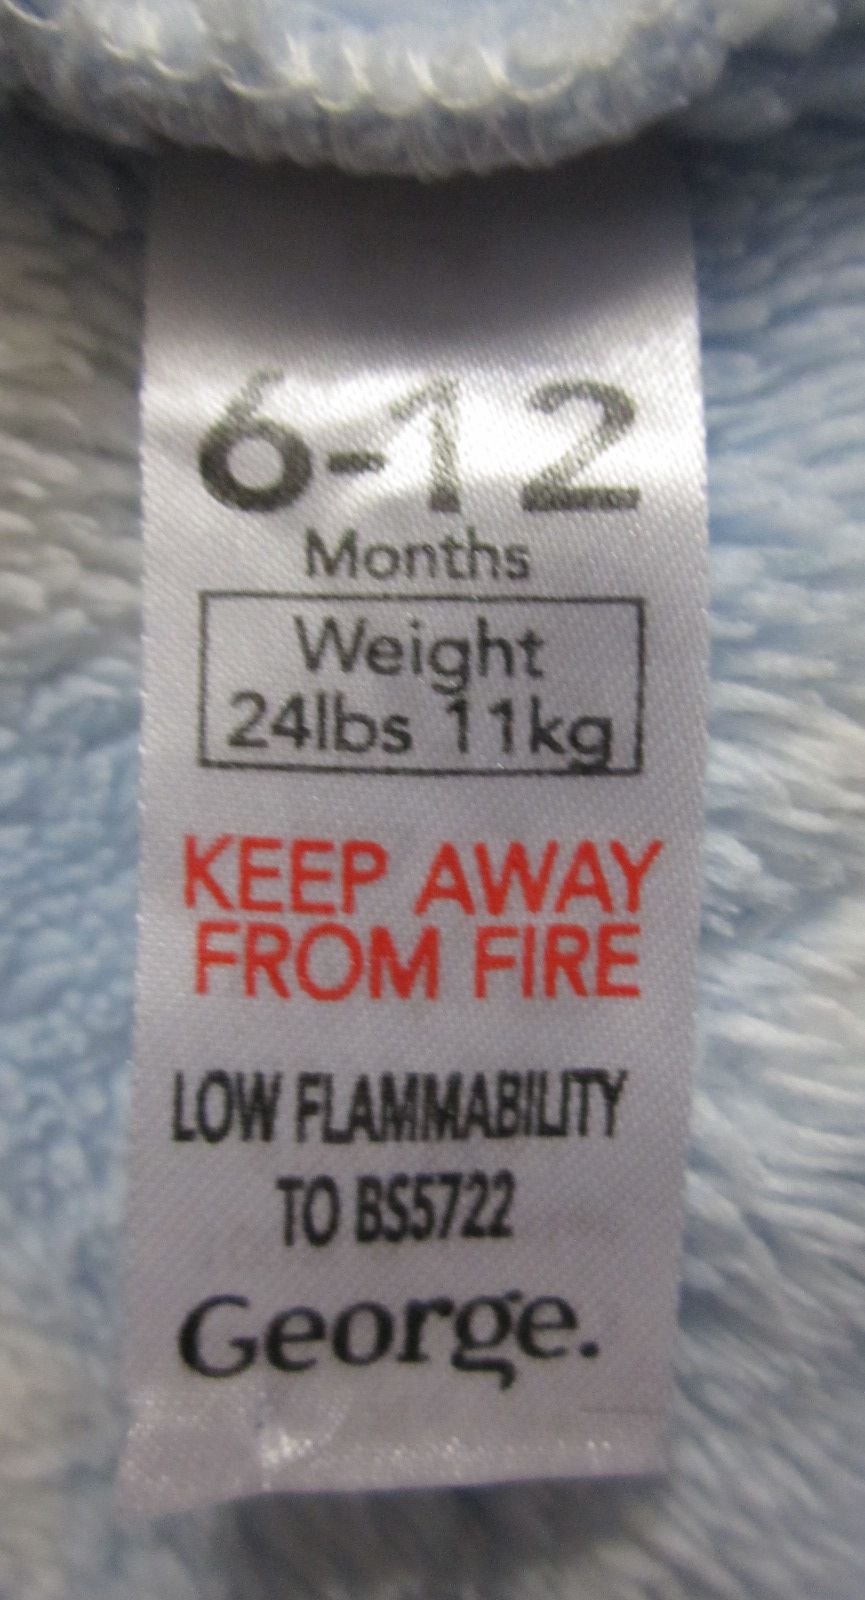 6-12
Months
Weight
24lbs 11kg
KEEP AWAY
FROM FIRE
LOW FLAMMABILITY
TO BS5722
George.